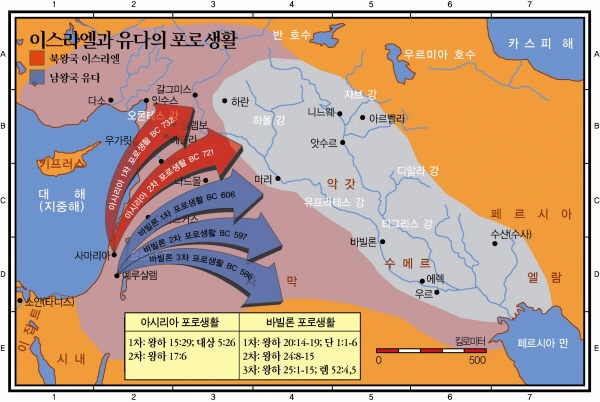 1 2 3 4 5 6 7
이스라엘과 유다의 포로생활
북왕국 이스라엘
남왕국 유다
A
B
C
D
E
반 호수
우르미아 호수
카 스 피 해
갈그미스
다소
잇수스
하란
오론테스 강
하볼 강
니느웨
자브 강
아르벨라
앗수르
우가릿
키프러스
대 해
(지중해)
마리
악 갓
디알라 강
유프라테스 강
티그리스 강
페 르 시 아
수산(수사)
바빌론
수 메 르
엘 람
에렉
우르
사마리아
예루살렘
소안(타니스)
이 집 트
시 내
막
페르시아 만
앗시리아 1차 포로생활 BC 732
앗시리아 2차 포로생활 BC 721
바빌론 1차 포로생활 BC 606
바빌론 2차 포로생활 BC 597
바빌론 3차 포로생활 BC 586
아시리아 포로생활
1차: 왕하 15:29; 대상 5:26
2차: 왕하 17:6
바빌론 포로생활
1차: 왕하 20:14-19; 단 1:1-6
2차: 왕하 24:8-15
3차: 왕하 25:1-15; 렘 52:4,5
킬로미터
0 500
A
B
C
D
E
1 2 3 4 5 6 7